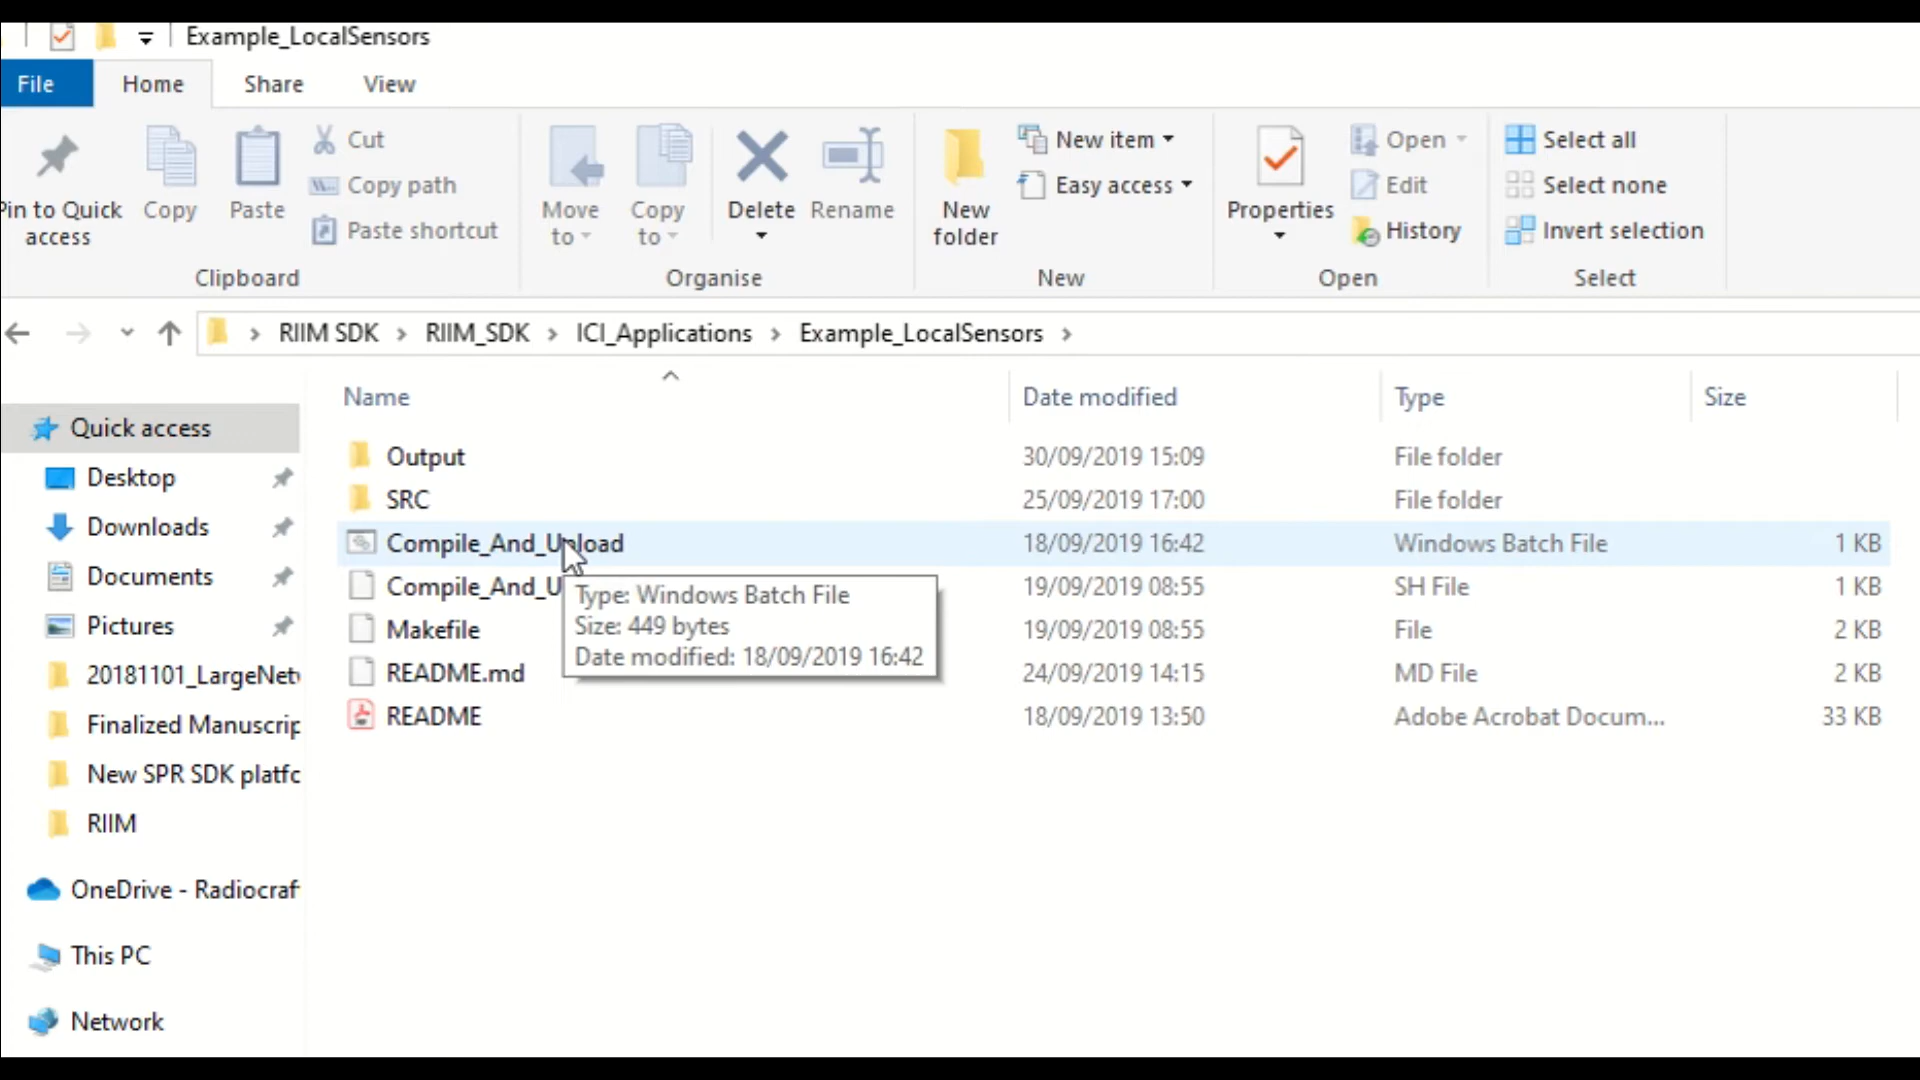 Example_LocalSensors
File Home Share View
Pin to Quick access
Copy
Paste
Cut
Copy path
Paste shortcut
Clipboard
Move to
Copy to
Delete
Rename
Organise
New folder
New item
Easy access
New
Properties
Open
Edit
History
Open
Select all
Select none
Invert selection
Select
RIIM SDK > RIIM_SDK > ICI_Applications > Example_LocalSensors >
Name Date modified Type Size
Quick access
Desktop
Downloads
Documents
Pictures
20181101_LargeNetw
Finalized Manuscrip
New SPR SDK platfo
RIIM
OneDrive - Radiocraf
This PC
Network
Output 30/09/2019 15:09 File folder
SRC 25/09/2019 17:00 File folder
Compile_And_Upload 18/09/2019 16:42 Windows Batch File 1 KB
Compile_And_U 19/09/2019 08:55 SH File 1 KB
Makefile 19/09/2019 08:55 File 2 KB
README.md 24/09/2019 14:15 MD File 2 KB
README 18/09/2019 13:50 Adobe Acrobat Docum... 33 KB
Type: Windows Batch File
Size: 449 bytes
Date modified: 18/09/2019 16:42